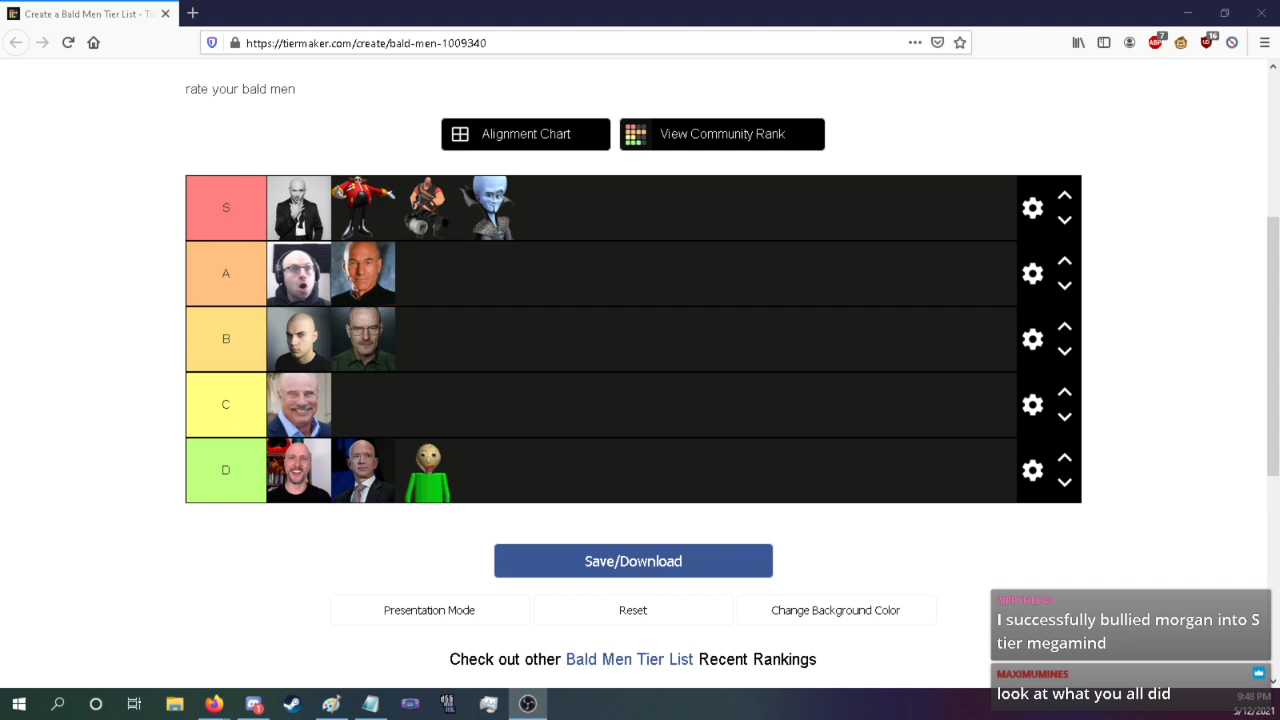 Create a Bald Men Tier List - Tie
https://tiermaker.com/create/bald-men-1009340
7
16
rate your bald men
Alignment Chart
View Community Rank
S
A
B
C
D
Save/Download
Presentation Mode
Reset
Change Background Color
Check out other Bald Men Tier List Recent Rankings
I successfully bullied morgan into S
tier megamind
MAXIMUMINES
look at what you all did
9:48 PM
5/12/2021